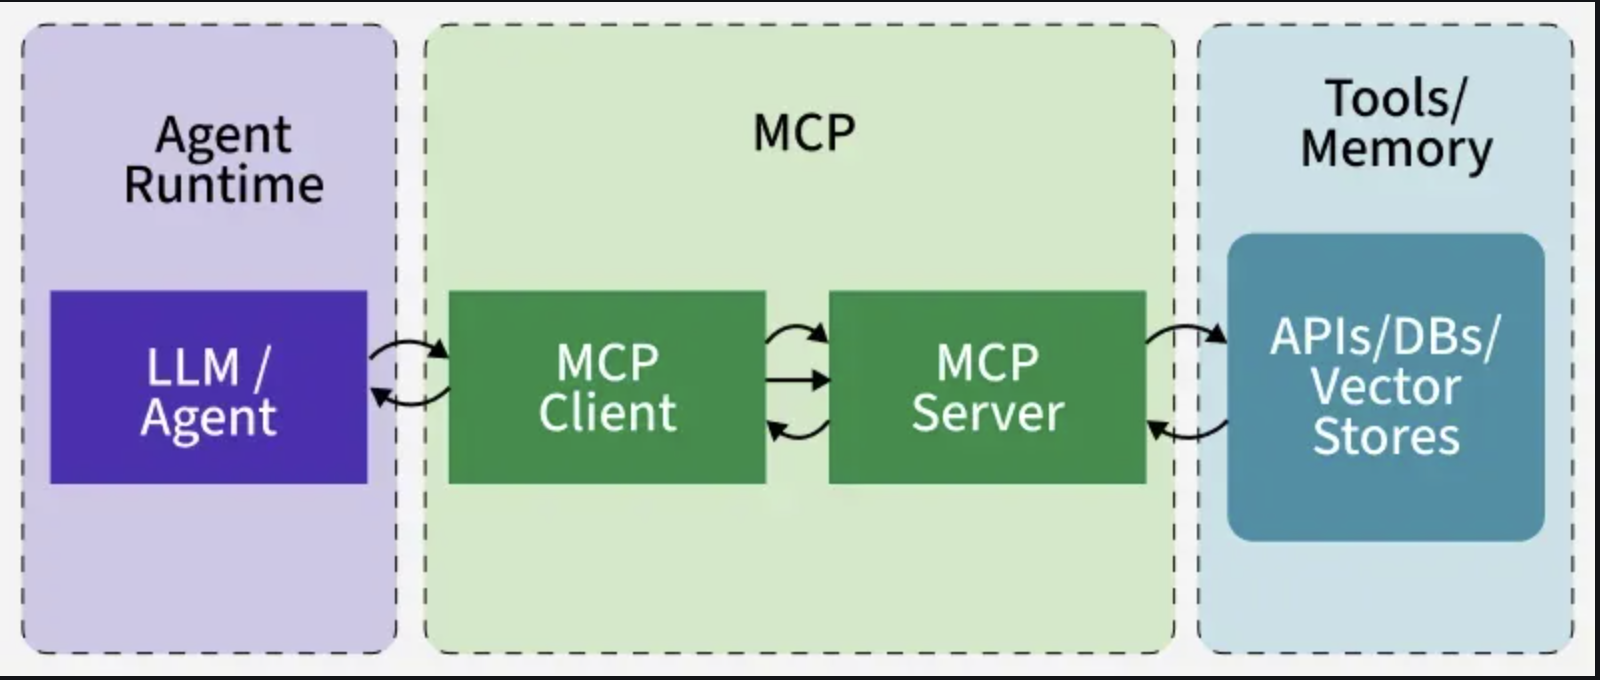 Agent
Runtime
LLM /
Agent
MCP
MCP
Client
MCP
Server
Tools/
Memory
APIs/DBs/
Vector
Stores